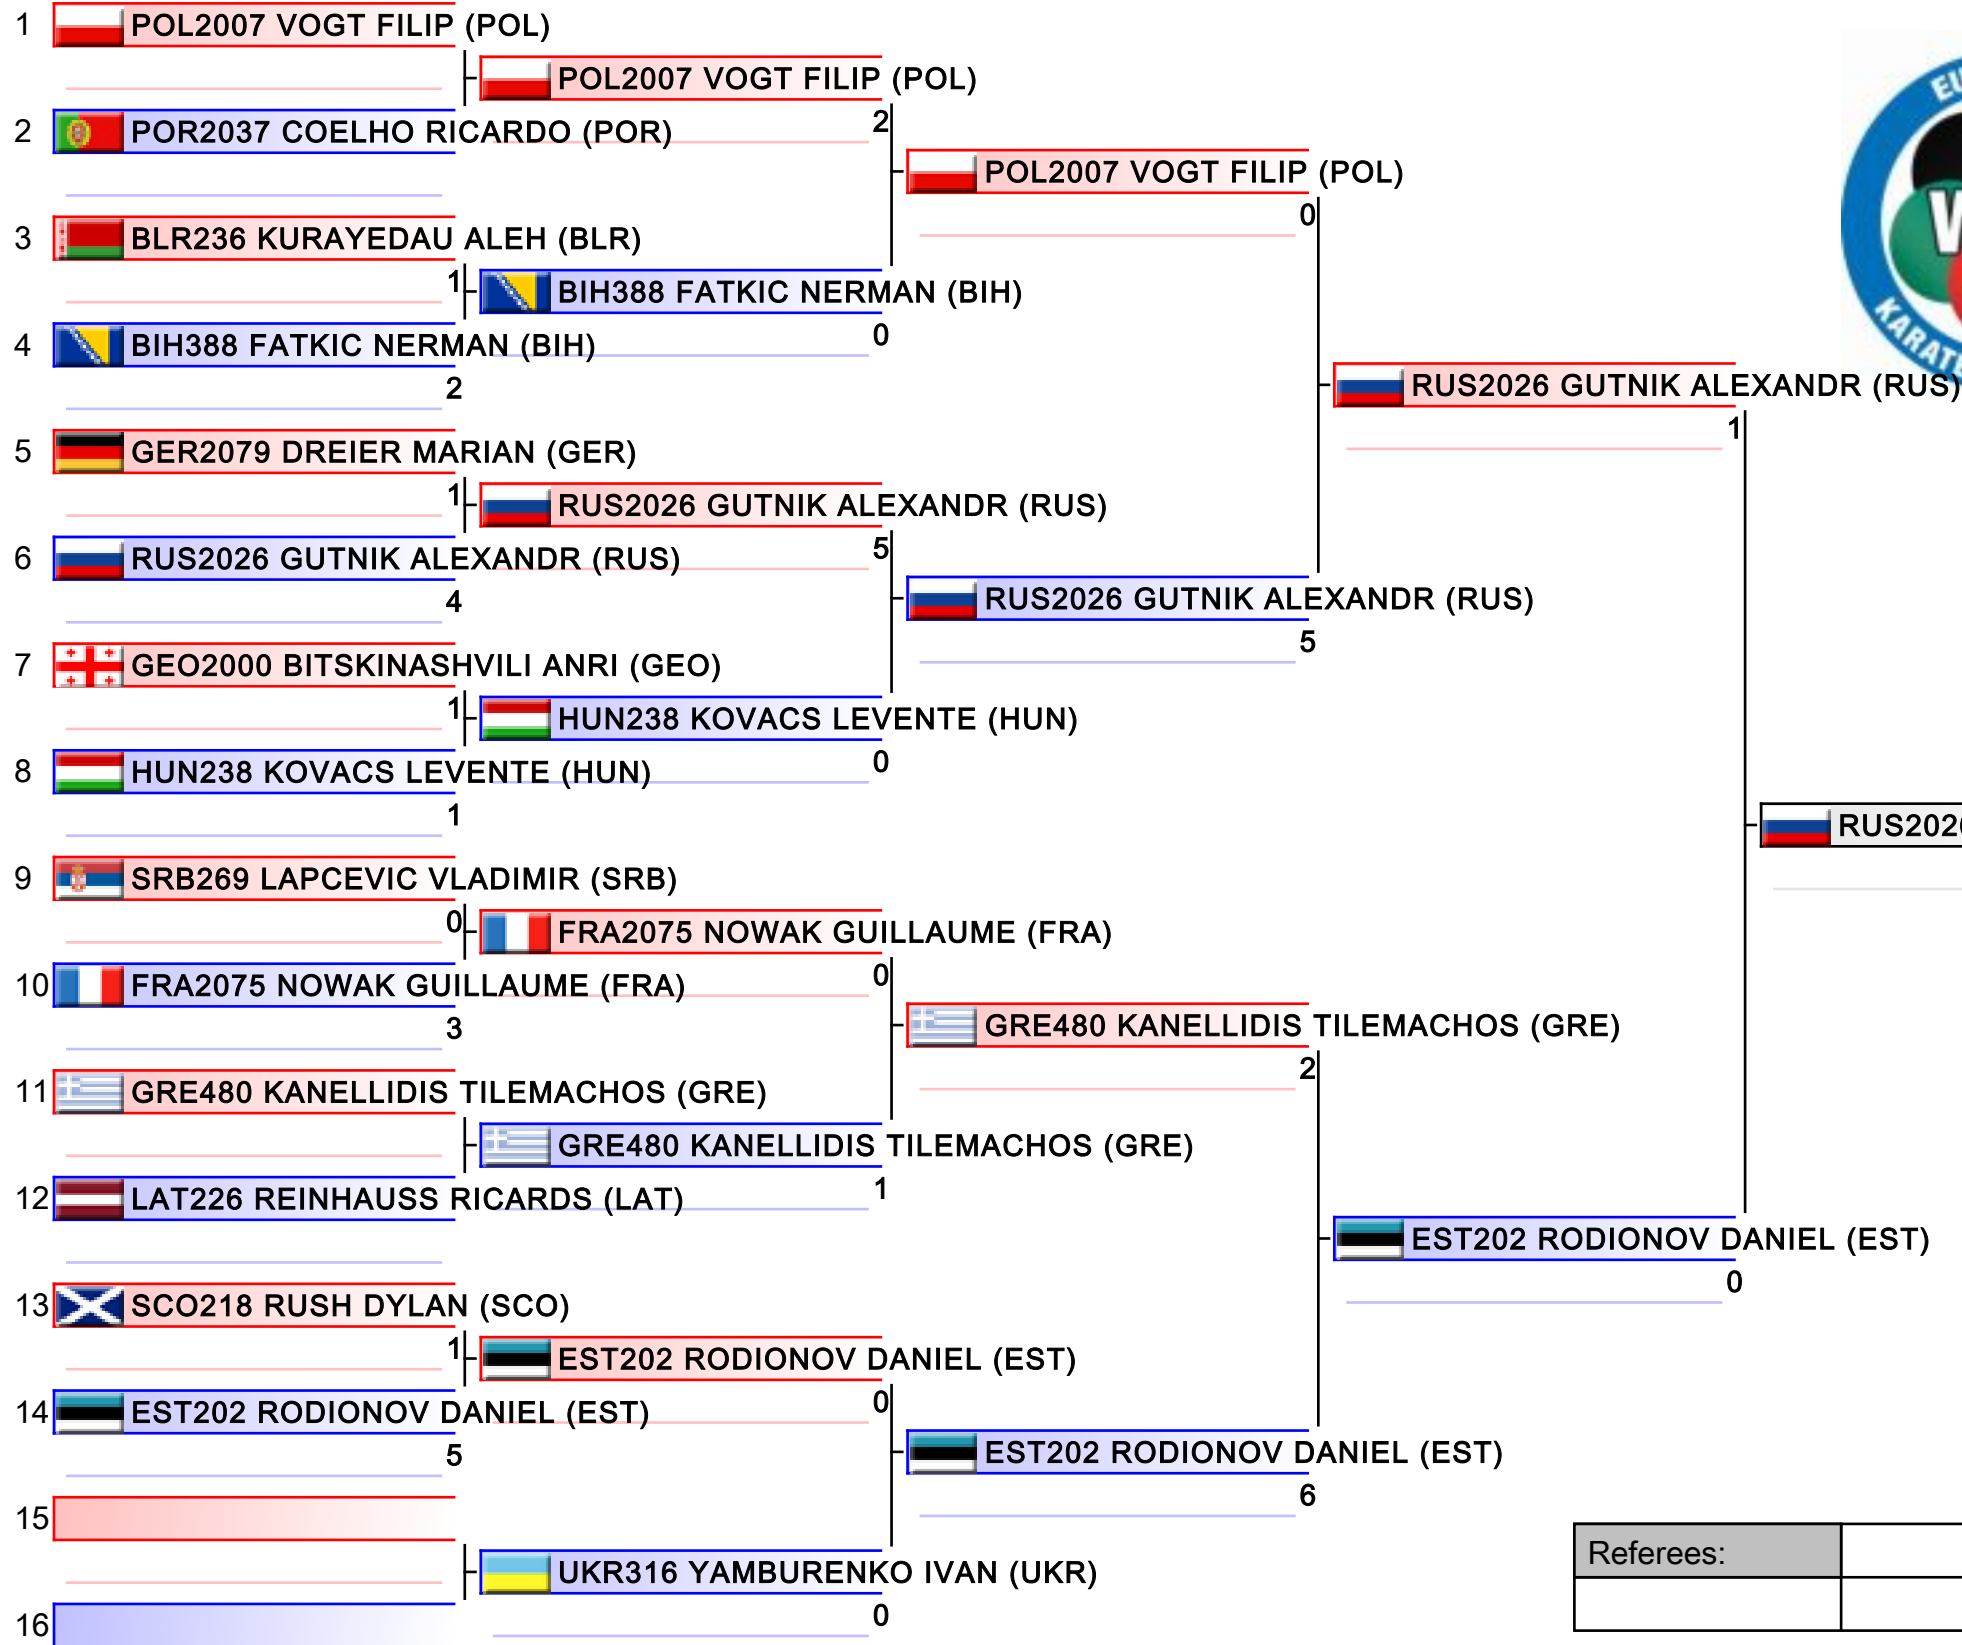 1 POL2007 VOGT FILIP (POL)
POL2007 VOGT FILIP (POL)
2
2 POR2037 COELHO RICARDO (POR)
POL2007 VOGT FILIP (POL)
0
3 BLR236 KURAYEDAU ALEH (BLR)
1
BIH388 FATKIC NERMAN (BIH)
0
4 BIH388 FATKIC NERMAN (BIH)
2
RUS2026 GUTNIK ALEXANDR (RUS)
1
5 GER2079 DREIER MARIAN (GER)
1
RUS2026 GUTNIK ALEXANDR (RUS)
5
6 RUS2026 GUTNIK ALEXANDR (RUS)
4
RUS2026 GUTNIK ALEXANDR (RUS)
5
7 GEO2000 BITSKINASHVILI ANRI (GEO)
1
HUN238 KOVACS LEVENTE (HUN)
0
8 HUN238 KOVACS LEVENTE (HUN)
1
RUS202
9 SRB269 LAPCEVIC VLADIMIR (SRB)
0
FRA2075 NOWAK GUILLAUME (FRA)
0
10 FRA2075 NOWAK GUILLAUME (FRA)
3
GRE480 KANELLIDIS TILEMACHOS (GRE)
2
11 GRE480 KANELLIDIS TILEMACHOS (GRE)
GRE480 KANELLIDIS TILEMACHOS (GRE)
1
12 LAT226 REINHAUSS RICARDS (LAT)
EST202 RODIONOV DANIEL (EST)
0
13 SCO218 RUSH DYLAN (SCO)
1
EST202 RODIONOV DANIEL (EST)
0
14 EST202 RODIONOV DANIEL (EST)
5
EST202 RODIONOV DANIEL (EST)
6
15
UKR316 YAMBURENKO IVAN (UKR)
0
16
Referees: